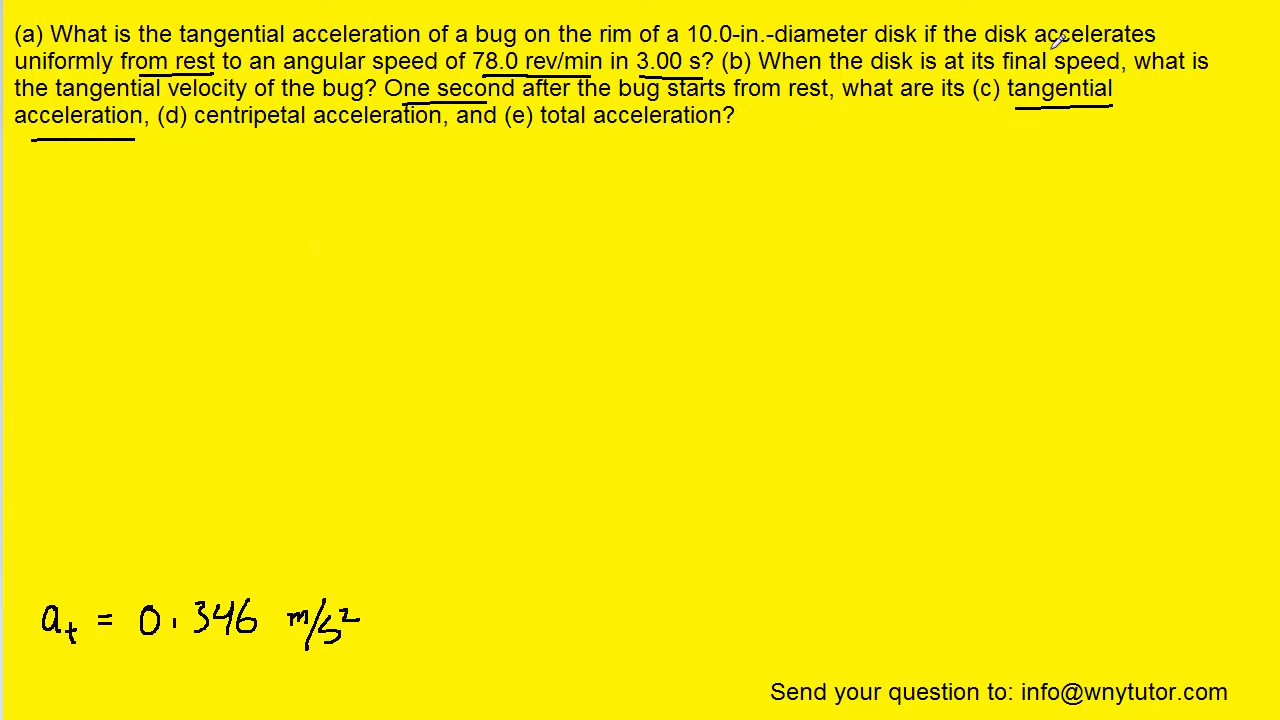 (a) What is the tangential acceleration of a bug on the rim of a 10.0-in.-diameter disk if the disk accelerates
uniformly from rest to an angular speed of 78.0 rev/min in 3.00 s? (b) When the disk is at its final speed, what is
the tangential velocity of the bug? One second after the bug starts from rest, what are its (c) tangential
acceleration, (d) centripetal acceleration, and (e) total acceleration?
a_t = 0.346 m/s²
Send your question to: info@wnytutor.com